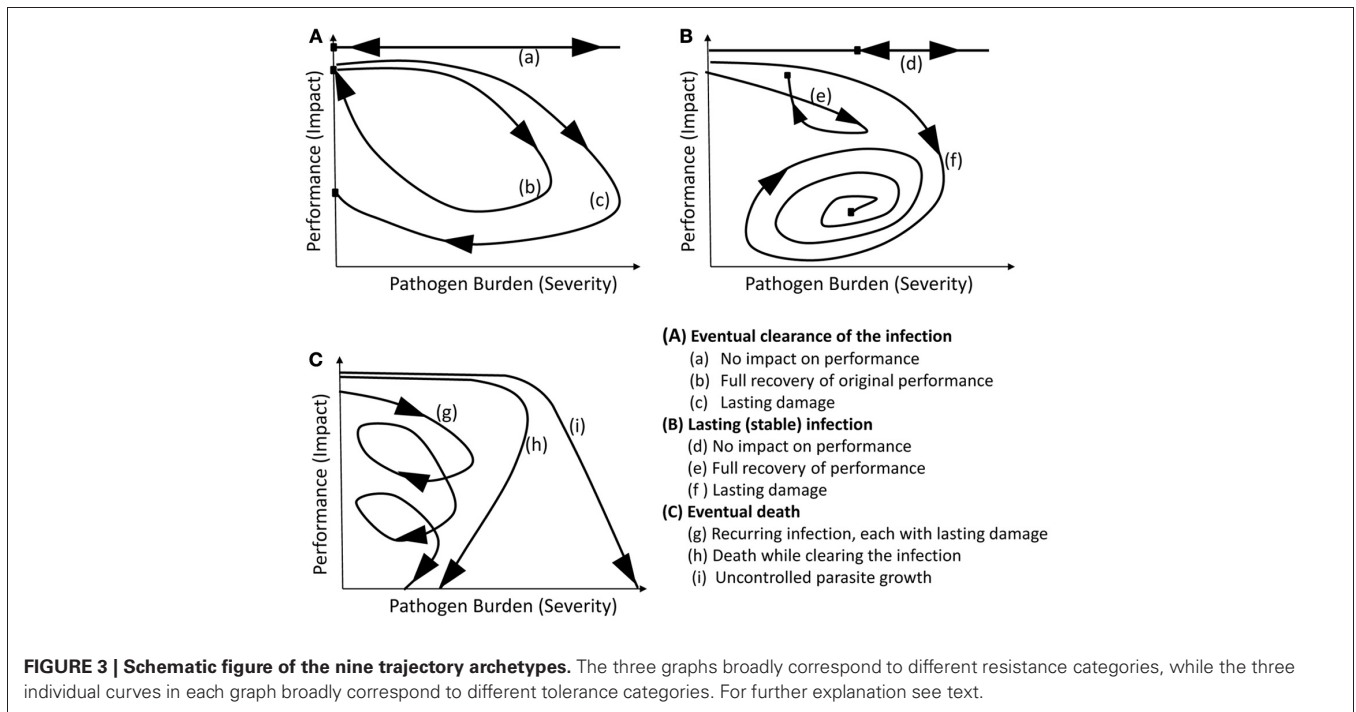 A
(a)
(b)
(c)
Performance (Impact)
Pathogen Burden (Severity)
B
(d)
(e)
(f)
Performance (Impact)
Pathogen Burden (Severity)
C
(g)
(h)
(i)
Performance (Impact)
Pathogen Burden (Severity)
(A) Eventual clearance of the infection
(a) No impact on performance
(b) Full recovery of original performance
(c) Lasting damage
(B) Lasting (stable) infection
(d) No impact on performance
(e) Full recovery of performance
(f ) Lasting damage
(C) Eventual death
(g) Recurring infection, each with lasting damage
(h) Death while clearing the infection
(i) Uncontrolled parasite growth
FIGURE 3 | Schematic figure of the nine trajectory archetypes. The three graphs broadly correspond to different resistance categories, while the three
individual curves in each graph broadly correspond to different tolerance categories. For further explanation see text.